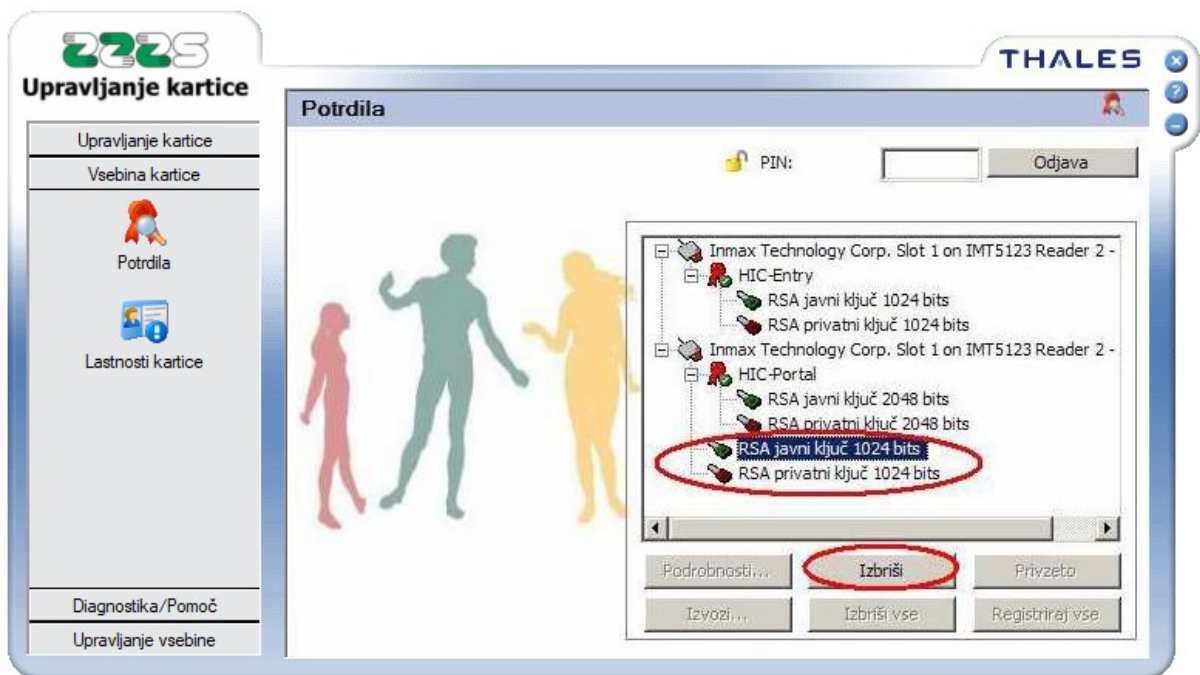 ZZZS
Upravljanje kartice
THALES
Upravljanje kartice
Vsebina kartice
Potrdila
Lastnosti kartice
Diagnostika/Pomoč
Upravljanje vsebine
Potrdila
PIN:
Odjava
Inmax Technology Corp. Slot 1 on IMT5123 Reader 2 -
HIC-Entry
RSA javni ključ 1024 bits
RSA privatni ključ 1024 bits
Inmax Technology Corp. Slot 1 on IMT5123 Reader 2 -
HIC-Portal
RSA javni ključ 2048 bits
RSA privatni ključ 2048 bits
RSA javni ključ 1024 bits
RSA privatni ključ 1024 bits
Podrobnosti... Izbriši Privzeto
Izvozi... Izbriši vse Registriraj vse